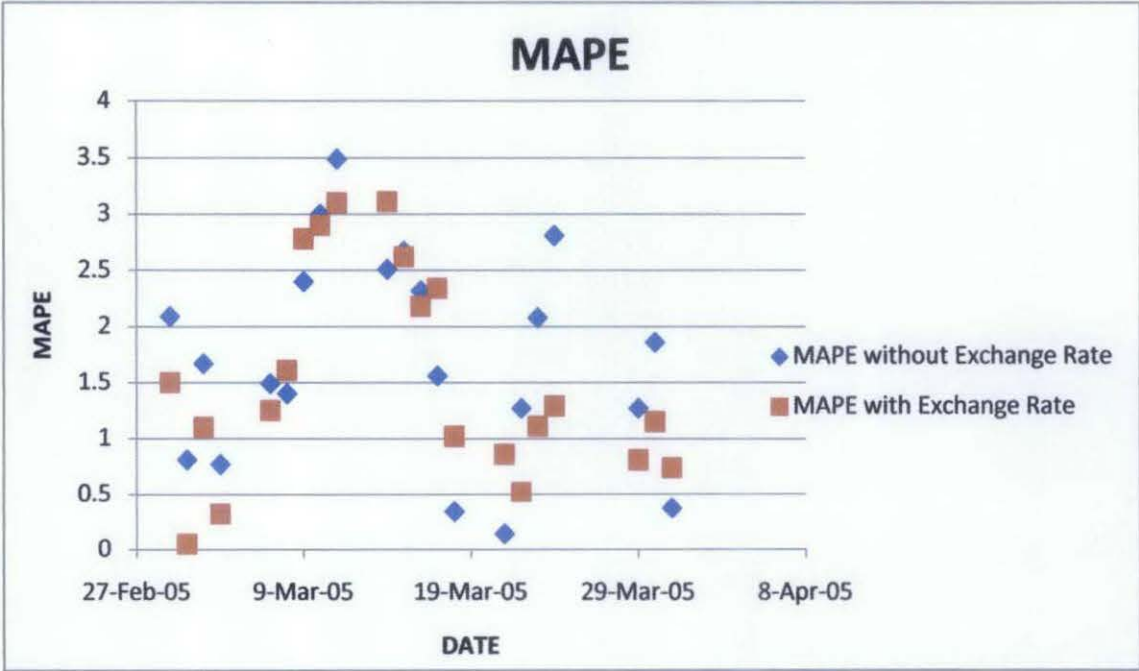 MAPE
4
3.5
3
2.5
2
1.5
1
0.5
0
MAPE
27-Feb-05 9-Mar-05 19-Mar-05 29-Mar-05 8-Apr-05
DATE
MAPE without Exchange Rate
MAPE with Exchange Rate